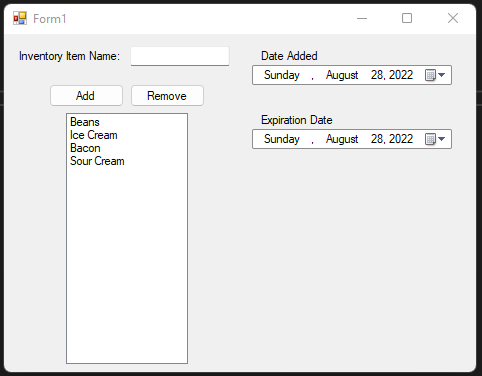 Form1
Inventory Item Name:
Date Added
Sunday , August 28, 2022
Add Remove
Expiration Date
Sunday , August 28, 2022
Beans
Ice Cream
Bacon
Sour Cream